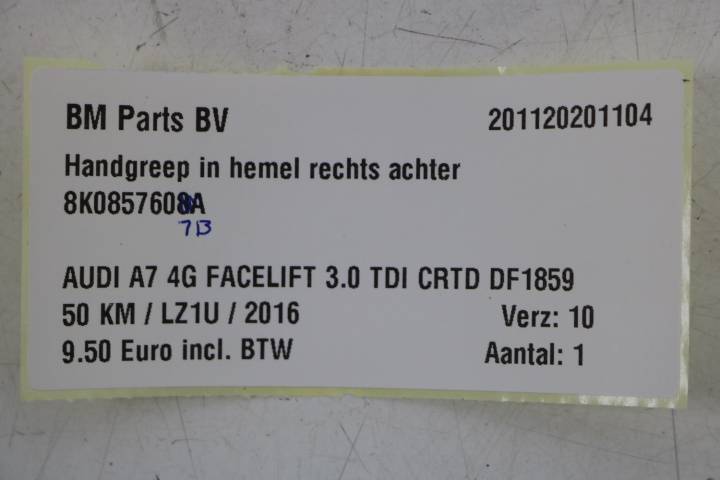 BM Parts BV
201120201104
Handgreep in hemel rechts achter
8K0857608A
7B
AUDI A7 4G FACELIFT 3.0 TDI CRTD DF1859
50 KM / LZ1U / 2016
Verz: 10
9.50 Euro incl. BTW
Aantal: 1